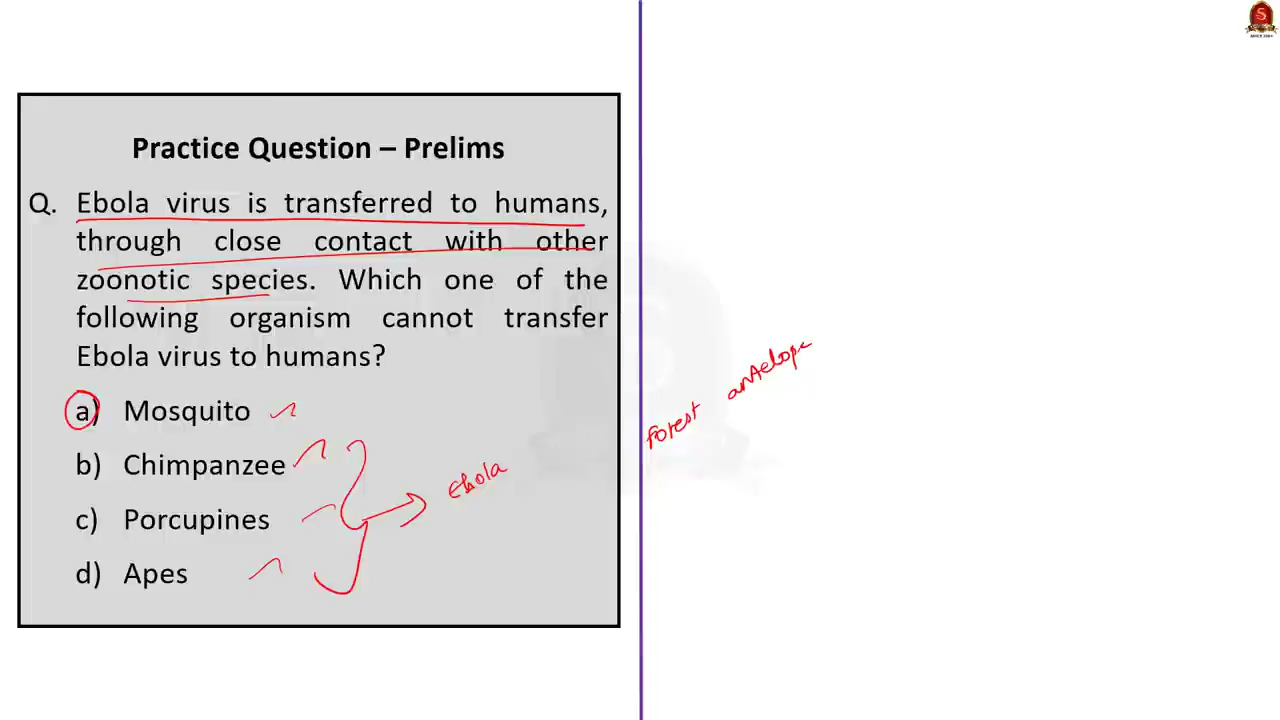 Practice Question – Prelims
Q. Ebola virus is transferred to humans,
through close contact with other
zoonotic species. Which one of the
following organism cannot transfer
Ebola virus to humans?
a) Mosquito
b) Chimpanzee
c) Porcupines
d) Apes
Ebola
Forest antelope